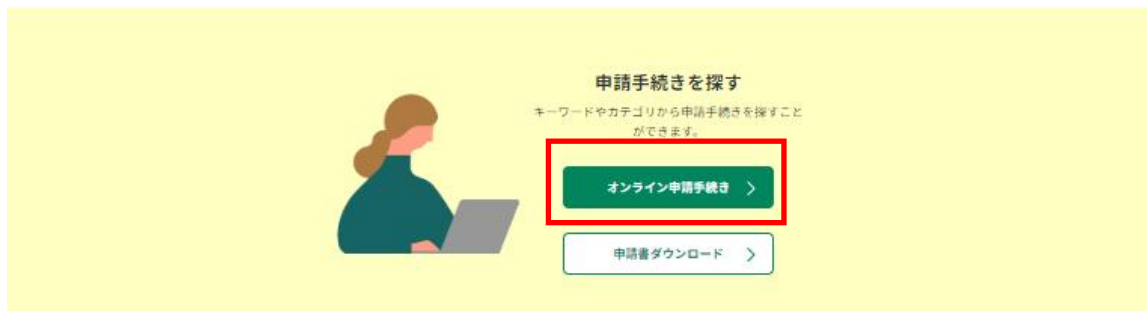 申請手続きを探す
キーワードやカテゴリから申請手続きを探すこと
ができます。
オンライン申請手続き
申請書ダウンロード